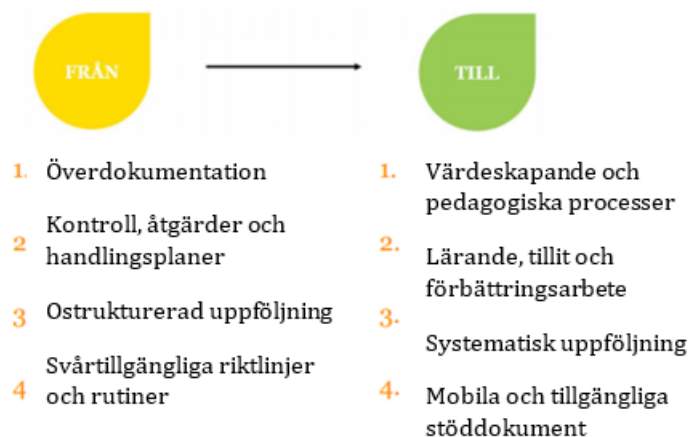 FRÅN
TILL
1. Överdokumentation
2 Kontroll, åtgärder och
handlingsplaner
3 Ostrukturerad uppföljning
4 Svårtillgängliga riktlinjer
och rutiner
1. Värdeskapande och
pedagogiska processer
2. Lärande, tillit och
förbättringsarbete
3. Systematisk uppföljning
4. Mobila och tillgängliga
stöddokument